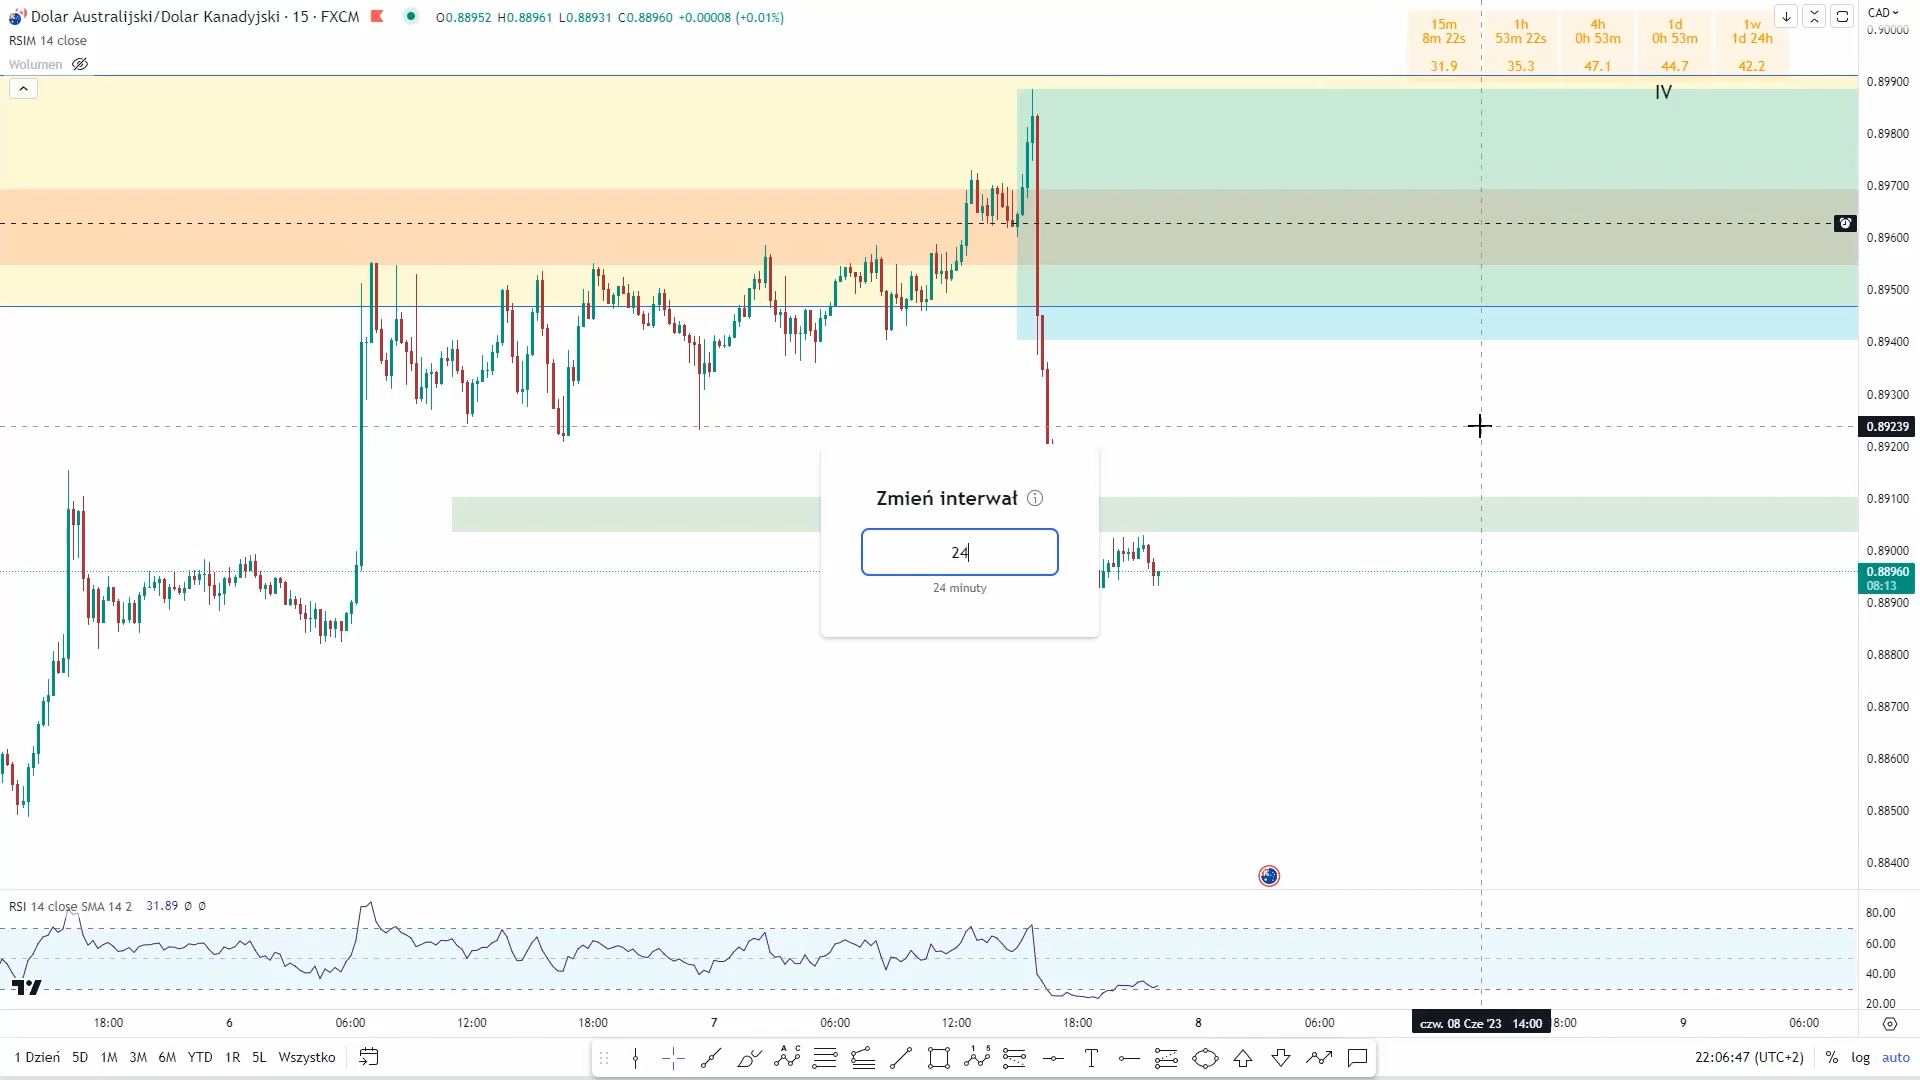 Dolar Australijski/Dolar Kanadyjski · 15 · FXCM O0.88952 H0.88961 L0.88931 C0.88960 +0.00008 (+0.01%)
RSIM 14 close
Wolumen
15m 1h 4h 1d 1w
8m 22s 53m 22s 0h 53m 0h 53m 1d 24h
31.9 35.3 47.1 44.7 42.2
CAD
0.90000
0.89900
IV
0.89800
0.89700
0.89600
0.89500
0.89400
0.89300
0.89239
0.89200
0.89100
0.89000
0.88960
08:13
0.88900
0.88800
0.88700
0.88600
0.88500
0.88400
Zmień interwał
24
24 minuty
RSI 14 close SMA 14 2 31.89 ∅ ∅
80.00
60.00
40.00
20.00
18:00 6 06:00 12:00 18:00 7 06:00 12:00 18:00 8 06:00 czw. 08 Cze '23 14:00 8:00 9 06:00
1 Dzień 5D 1M 3M 6M YTD 1R 5L Wszystko
A C
1 5
T
22:06:47 (UTC+2) % log auto